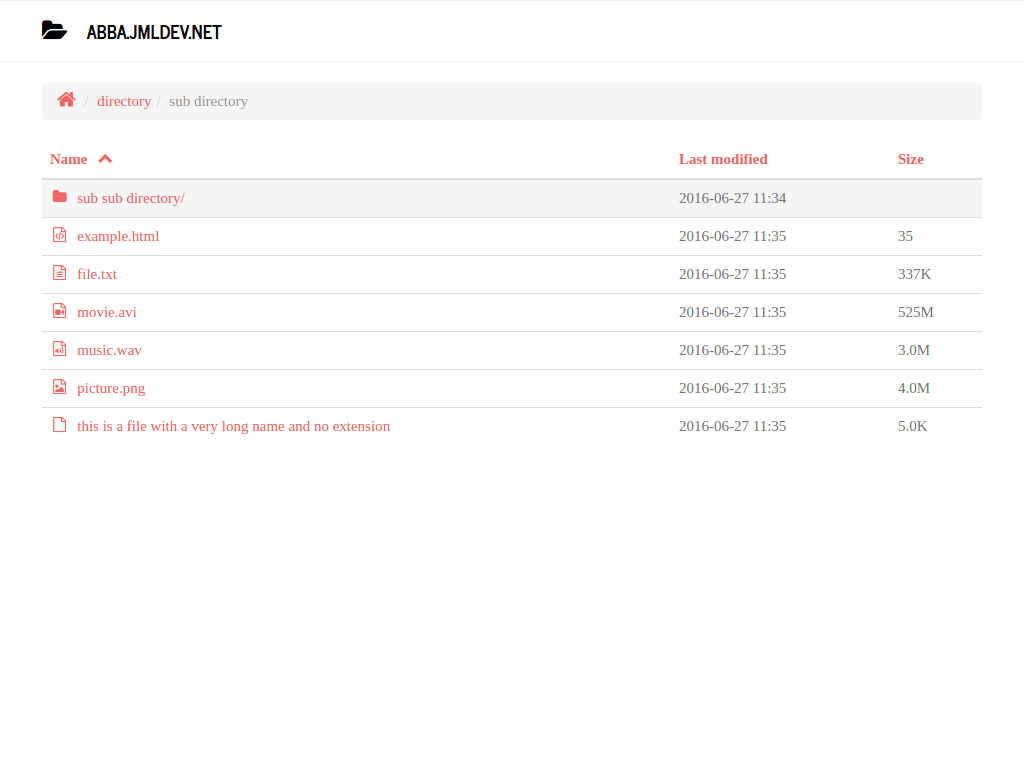 ABBA.JMLDEV.NET
/ directory / sub directory
Name Last modified Size
sub sub directory/ 2016-06-27 11:34
example.html 2016-06-27 11:35 35
file.txt 2016-06-27 11:35 337K
movie.avi 2016-06-27 11:35 525M
music.wav 2016-06-27 11:35 3.0M
picture.png 2016-06-27 11:35 4.0M
this is a file with a very long name and no extension 2016-06-27 11:35 5.0K